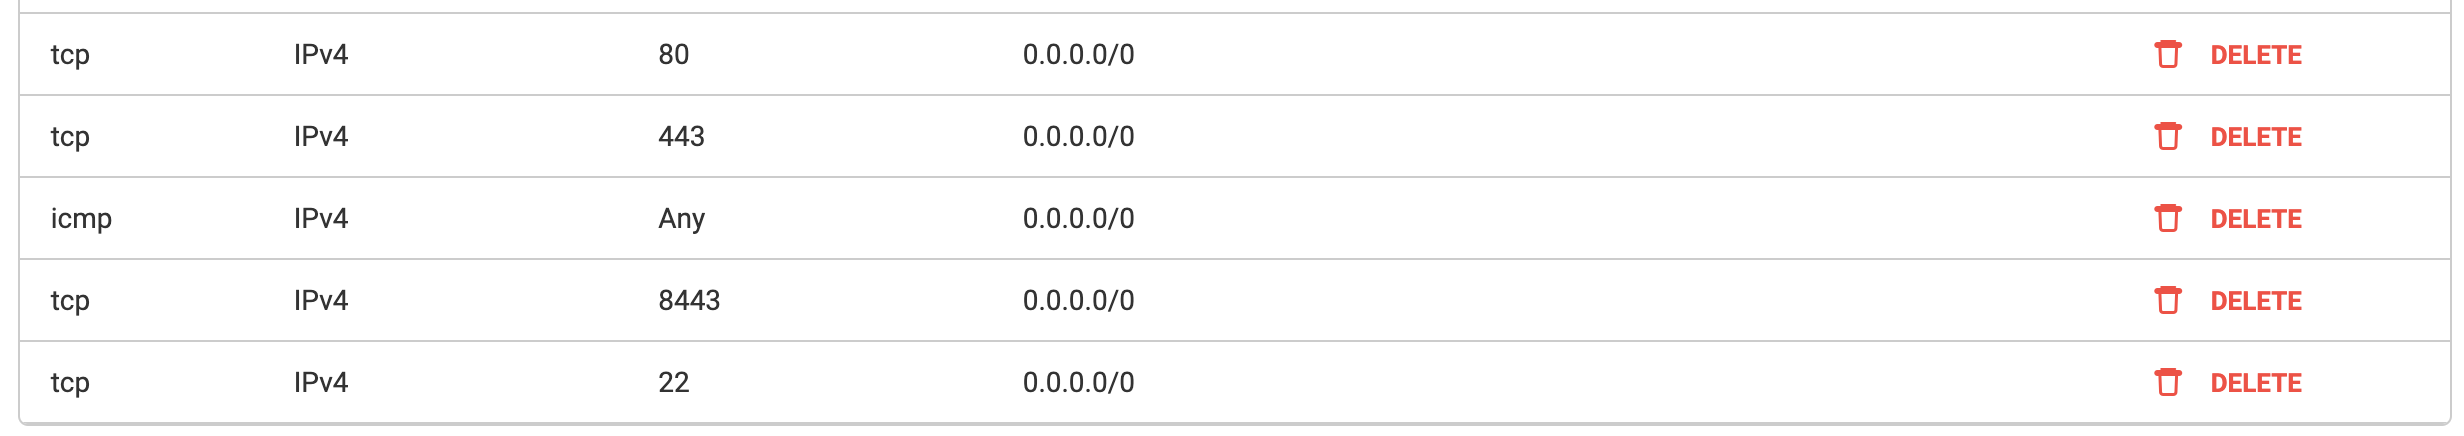 tcp IPv4 80 0.0.0.0/0 DELETE
tcp IPv4 443 0.0.0.0/0 DELETE
icmp IPv4 Any 0.0.0.0/0 DELETE
tcp IPv4 8443 0.0.0.0/0 DELETE
tcp IPv4 22 0.0.0.0/0 DELETE